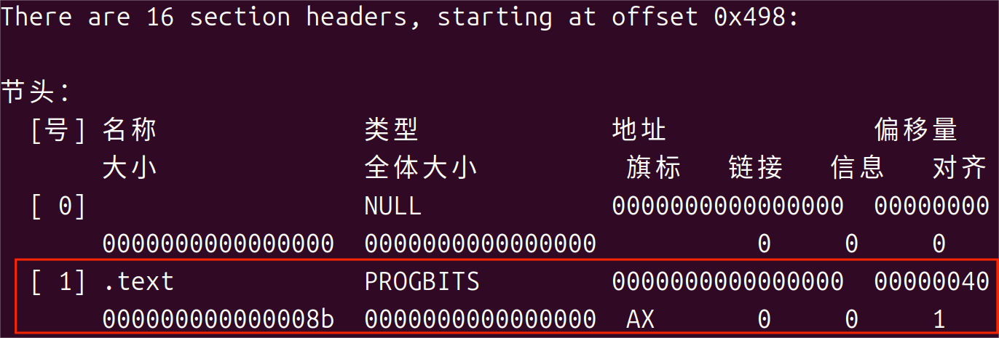 There are 16 section headers, starting at offset 0x498:
节头：
[号] 名称 类型 地址 偏移量
大小 全体大小 旗标 链接 信息 对齐
[ 0] NULL 0000000000000000 00000000
0000000000000000 0000000000000000 0 0 0
[ 1] .text PROGBITS 0000000000000000 00000040
000000000000008b 0000000000000000 AX 0 0 1